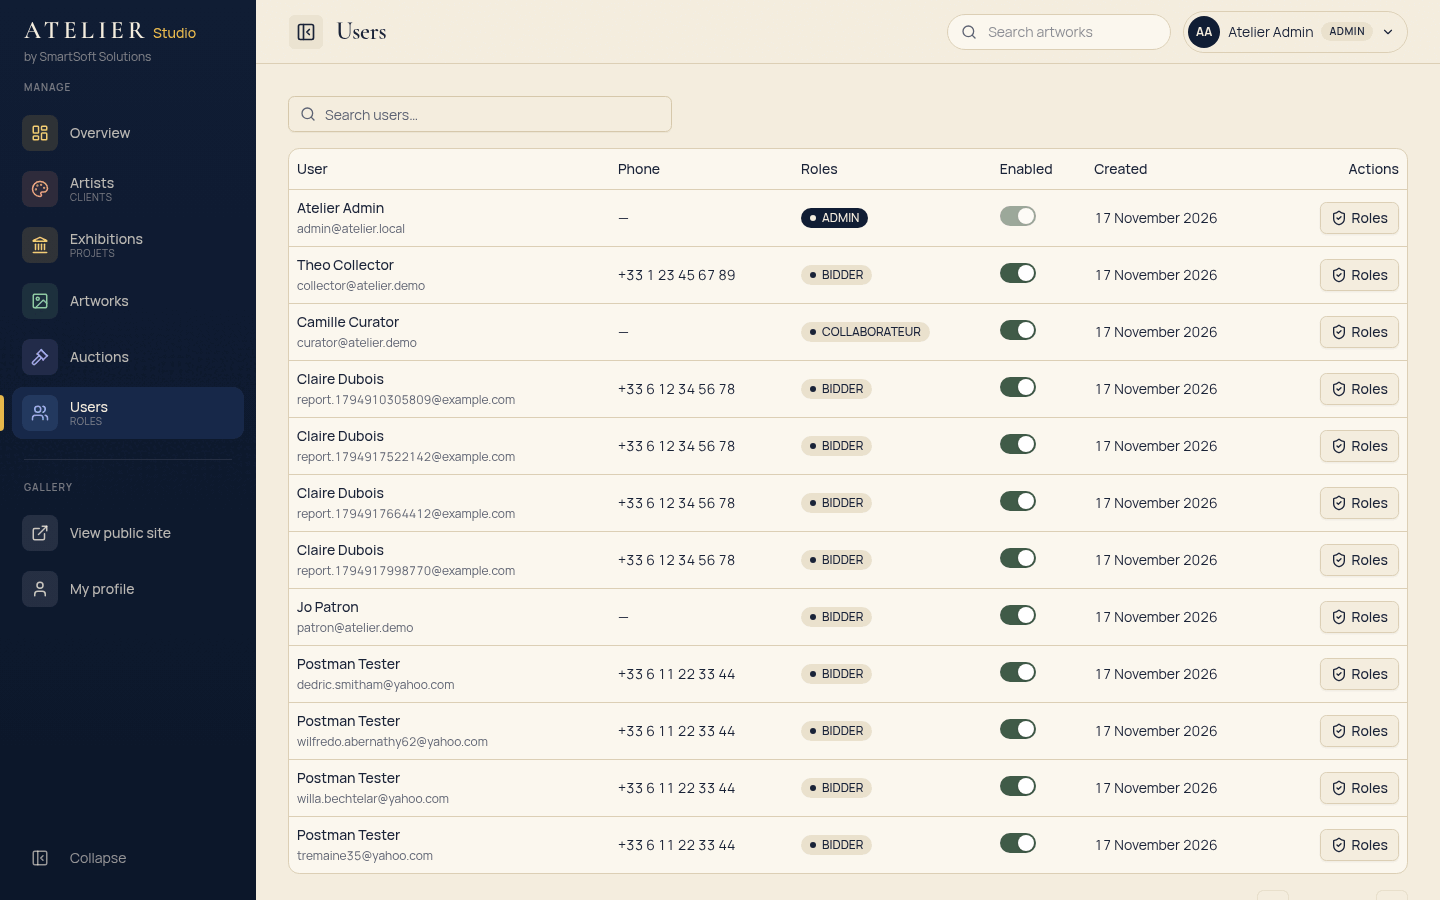 ATELIER Studio
by SmartSoft Solutions
MANAGE
Overview
Artists
CLIENTS
Exhibitions
PROJETS
Artworks
Auctions
Users
ROLES
GALLERY
View public site
My profile
Collapse
Users
Search artworks
AA Atelier Admin ADMIN
Search users...
User Phone Roles Enabled Created Actions
Atelier Admin
admin@atelier.local
— ADMIN 17 November 2026 Roles
Theo Collector
collector@atelier.demo
+33 1 23 45 67 89 BIDDER 17 November 2026 Roles
Camille Curator
curator@atelier.demo
— COLLABORATEUR 17 November 2026 Roles
Claire Dubois
report.1794910305809@example.com
+33 6 12 34 56 78 BIDDER 17 November 2026 Roles
Claire Dubois
report.1794917522142@example.com
+33 6 12 34 56 78 BIDDER 17 November 2026 Roles
Claire Dubois
report.1794917664412@example.com
+33 6 12 34 56 78 BIDDER 17 November 2026 Roles
Claire Dubois
report.1794917998770@example.com
+33 6 12 34 56 78 BIDDER 17 November 2026 Roles
Jo Patron
patron@atelier.demo
— BIDDER 17 November 2026 Roles
Postman Tester
dedric.smitham@yahoo.com
+33 6 11 22 33 44 BIDDER 17 November 2026 Roles
Postman Tester
wilfredo.abernathy62@yahoo.com
+33 6 11 22 33 44 BIDDER 17 November 2026 Roles
Postman Tester
willa.bechtelar@yahoo.com
+33 6 11 22 33 44 BIDDER 17 November 2026 Roles
Postman Tester
tremaine35@yahoo.com
+33 6 11 22 33 44 BIDDER 17 November 2026 Roles